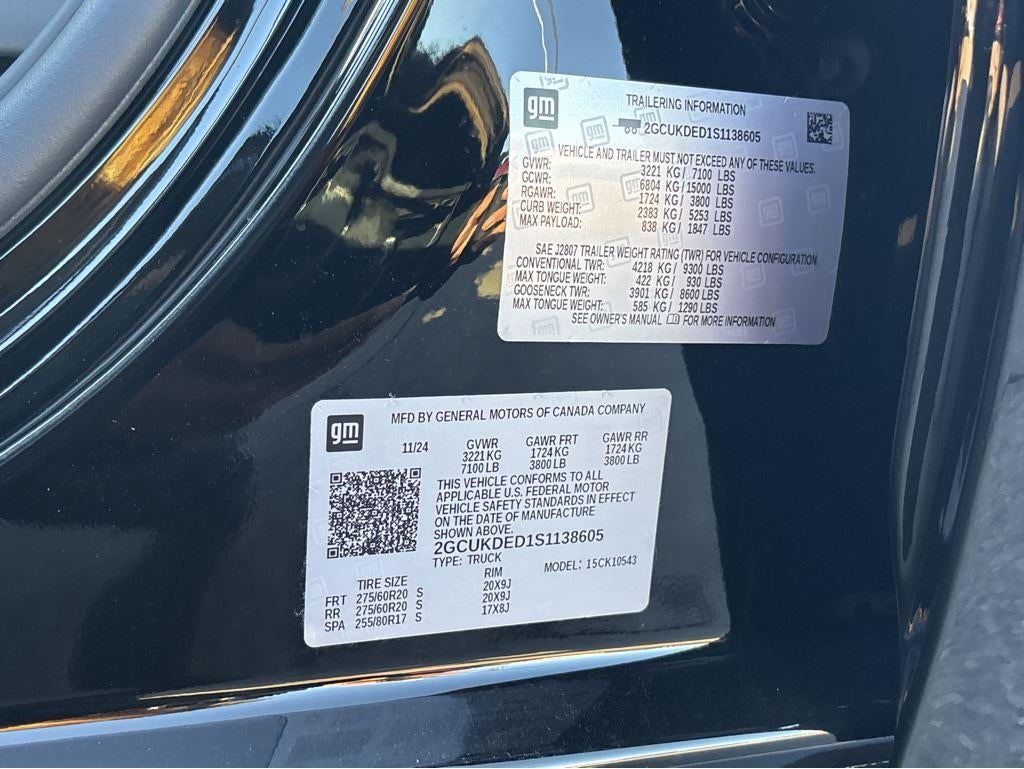 gm
TRAILERING INFORMATION
2GCUKDED1S1138605
VEHICLE AND TRAILER MUST NOT EXCEED ANY OF THESE VALUES.
GVWR: 3221 KG / 7100 LBS
GCWR: 6804 KG / 15000 LBS
RGAWR: 1724 KG / 3800 LBS
CURB WEIGHT: 2383 KG / 5253 LBS
MAX PAYLOAD: 838 KG / 1847 LBS
SAE J2807 TRAILER WEIGHT RATING (TWR) FOR VEHICLE CONFIGURATION
CONVENTIONAL TWR: 4218 KG / 9300 LBS
MAX TONGUE WEIGHT: 422 KG / 930 LBS
GOOSENECK TWR: 3901 KG / 8600 LBS
MAX TONGUE WEIGHT: 585 KG / 1290 LBS
SEE OWNER'S MANUAL FOR MORE INFORMATION
gm
MFD BY GENERAL MOTORS OF CANADA COMPANY
11/24 GVWR GAWR FRT GAWR RR
3221 KG 1724 KG 1724 KG
7100 LB 3800 LB 3800 LB
THIS VEHICLE CONFORMS TO ALL
APPLICABLE U.S. FEDERAL MOTOR
VEHICLE SAFETY STANDARDS IN EFFECT
ON THE DATE OF MANUFACTURE
SHOWN ABOVE.
2GCUKDED1S1138605
TYPE: TRUCK MODEL: 15CK10543
TIRE SIZE RIM
FRT 275/60R20 S 20X9J
RR 275/60R20 S 20X9J
SPA 255/80R17 S 17X8J